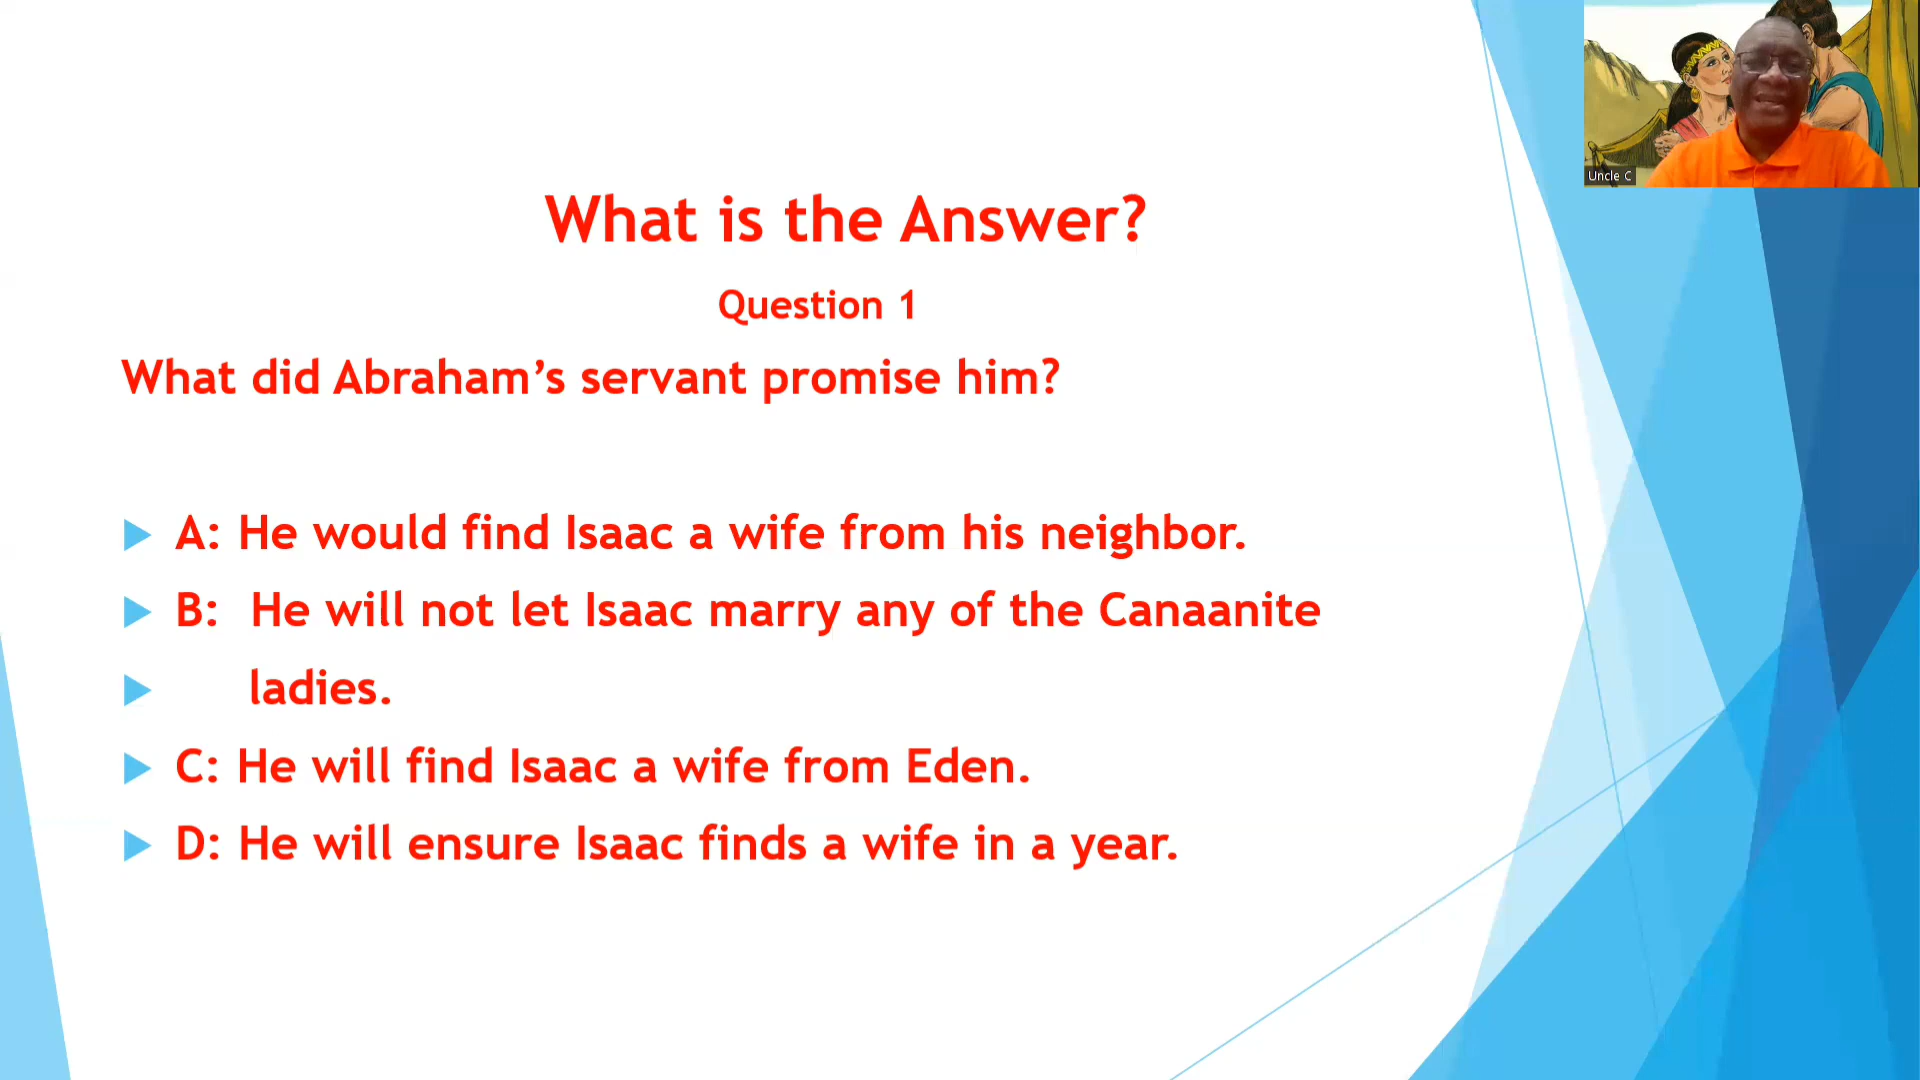 What is the Answer?
Question 1
What did Abraham’s servant promise him?
A: He would find Isaac a wife from his neighbor.
B: He will not let Isaac marry any of the Canaanite
ladies.
C: He will find Isaac a wife from Eden.
D: He will ensure Isaac finds a wife in a year.
Uncle C